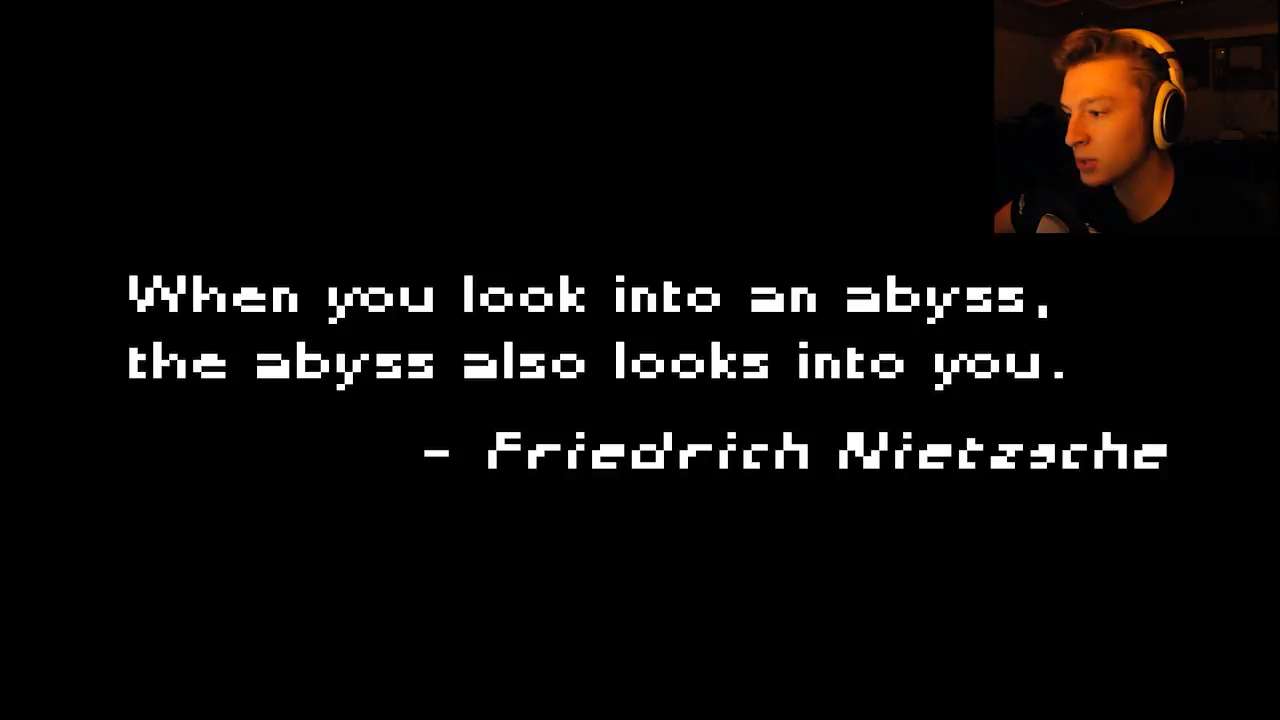 When you look into an abyss,
the abyss also looks into you.
- Friedrich Nietzsche